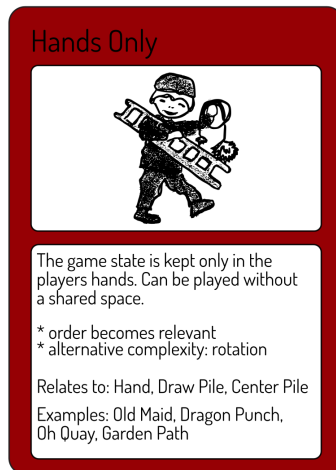 Hands Only
The game state is kept only in the
players hands. Can be played without
a shared space.
* order becomes relevant
* alternative complexity: rotation
Relates to: Hand, Draw Pile, Center Pile
Examples: Old Maid, Dragon Punch,
Oh Quay, Garden Path